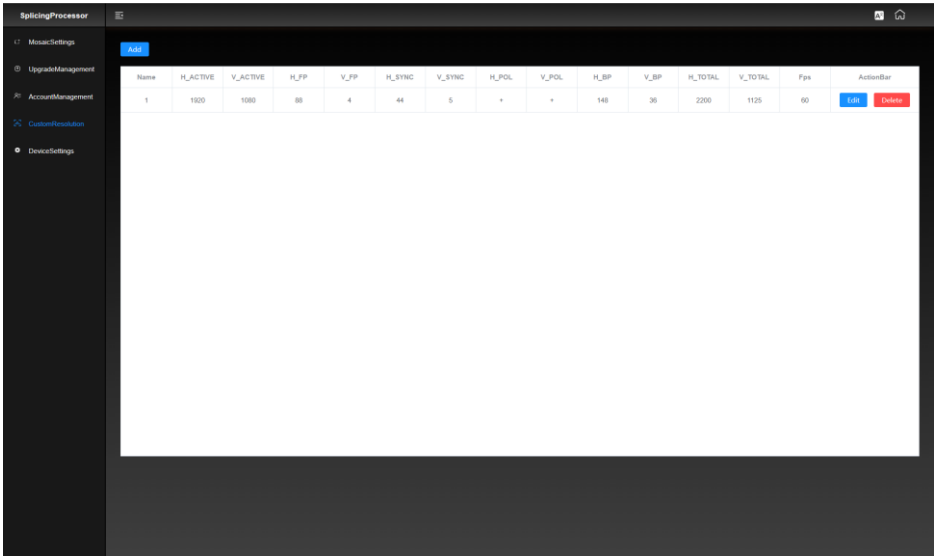 SplicingProcessor
MosaicSettings
UpgradeManagement
AccountManagement
CustomResolution
DeviceSettings
Add
Name H_ACTIVE V_ACTIVE H_FP V_FP H_SYNC V_SYNC H_POL V_POL H_BP V_BP H_TOTAL V_TOTAL Fps ActionBar
1 1920 1080 88 4 44 5 + + 148 36 2200 1125 60 Edit Delete